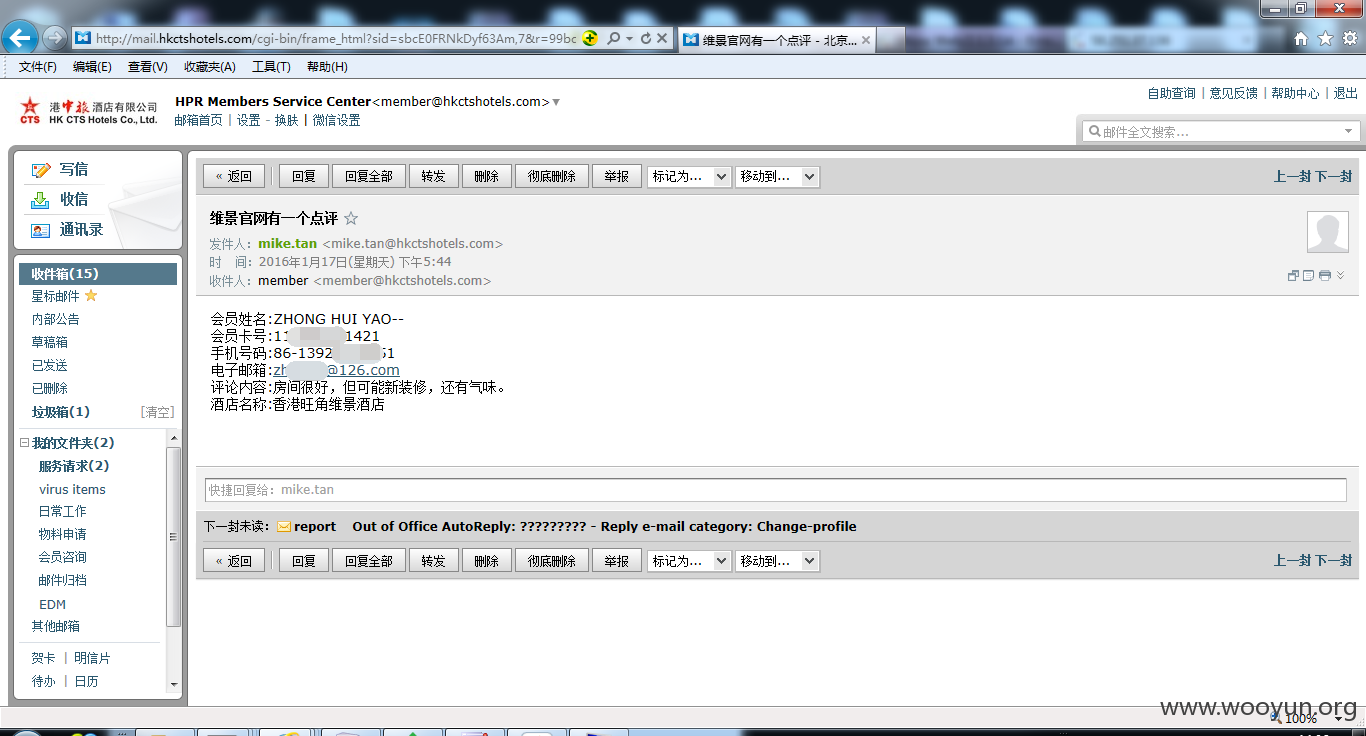 http://mail.hkctshotels.com/cgi-bin/frame_html?sid=sbcE0FRNkDyf63Am,7&r=99bc
维景官网有一个点评 - 北京...
文件(F) 编辑(E) 查看(V) 收藏夹(A) 工具(T) 帮助(H)
CTS
港中旅酒店有限公司
HK CTS Hotels Co., Ltd.
HPR Members Service Center<member@hkctshotels.com>
邮箱首页 | 设置 - 换肤 | 微信设置
自助查询 | 意见反馈 | 帮助中心 | 退出
邮件全文搜索...
写信
收信
通讯录
收件箱(15)
星标邮件
内部公告
草稿箱
已发送
已删除
垃圾箱(1) [清空]
我的文件夹(2)
服务请求(2)
virus items
日常工作
物料申请
会员咨询
邮件归档
EDM
其他邮箱
贺卡 | 明信片
待办 | 日历
« 返回 回复 回复全部 转发 删除 彻底删除 举报 标记为... 移动到... 上一封 下一封
维景官网有一个点评
发件人：mike.tan <mike.tan@hkctshotels.com>
时 间：2016年1月17日(星期天) 下午5:44
收件人：member <member@hkctshotels.com>
会员姓名:ZHONG HUI YAO--
会员卡号:11 1421
手机号码:86-1392 51
电子邮箱:zh @126.com
评论内容:房间很好，但可能新装修，还有气味。
酒店名称:香港旺角维景酒店
快捷回复给：mike.tan
下一封未读： report Out of Office AutoReply: ????????? - Reply e-mail category: Change-profile
« 返回 回复 回复全部 转发 删除 彻底删除 举报 标记为... 移动到... 上一封 下一封
www.wooyun.org
100%